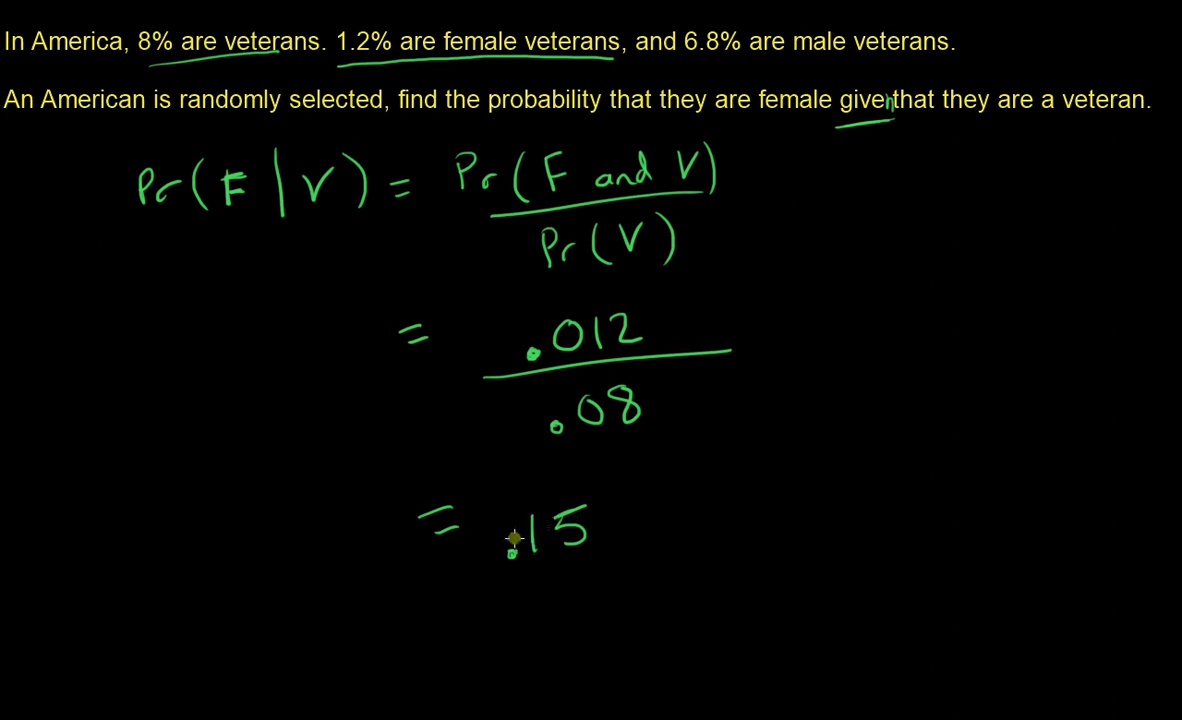 In America, 8% are veterans. 1.2% are female veterans, and 6.8% are male veterans.
An American is randomly selected, find the probability that they are female given that they are a veteran.
Pr(F | V) = Pr(F and V)
Pr(V)
= .012
.08
= .15